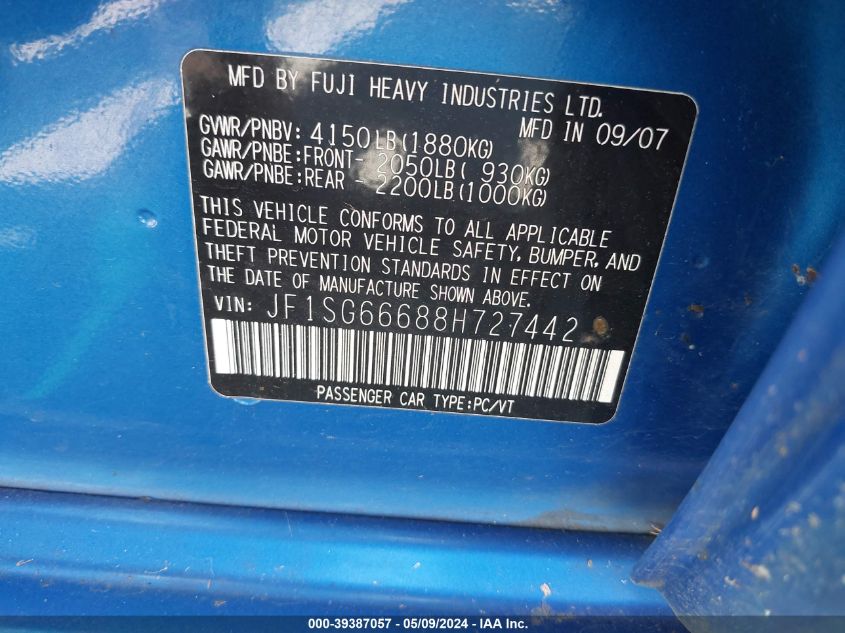 MFD BY FUJI HEAVY INDUSTRIES LTD.
MFD IN 09/07
GVWR/PNBV: 4150LB(1880KG)
GAWR/PNBE:FRONT- 2050LB( 930KG)
GAWR/PNBE:REAR - 2200LB(1000KG)
THIS VEHICLE CONFORMS TO ALL APPLICABLE
FEDERAL MOTOR VEHICLE SAFETY, BUMPER, AND
THEFT PREVENTION STANDARDS IN EFFECT ON
THE DATE OF MANUFACTURE SHOWN ABOVE.
VIN: JF1SG66688H727442
PASSENGER CAR TYPE:PC/VT
000-39387057 - 05/09/2024 - IAA Inc.